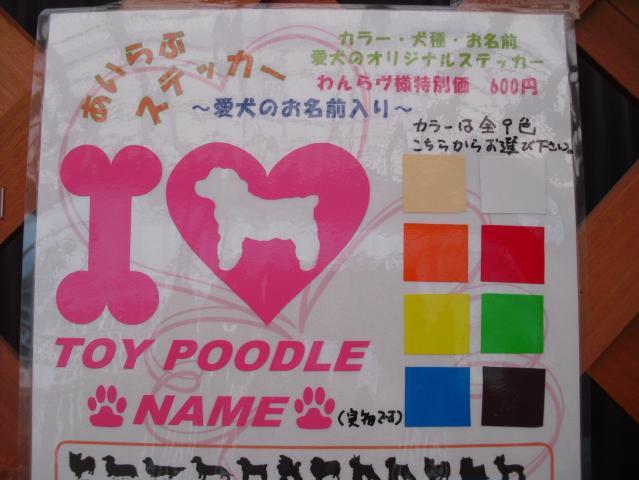 あいらぶ
ステッカー
カラー・犬種・お名前
愛犬のオリジナルステッカー
わんらヴ様特別価 600円
～愛犬のお名前入り～
カラーは全9色
こちらからお選び下さい。
I
TOY POODLE
NAME
(実物です)